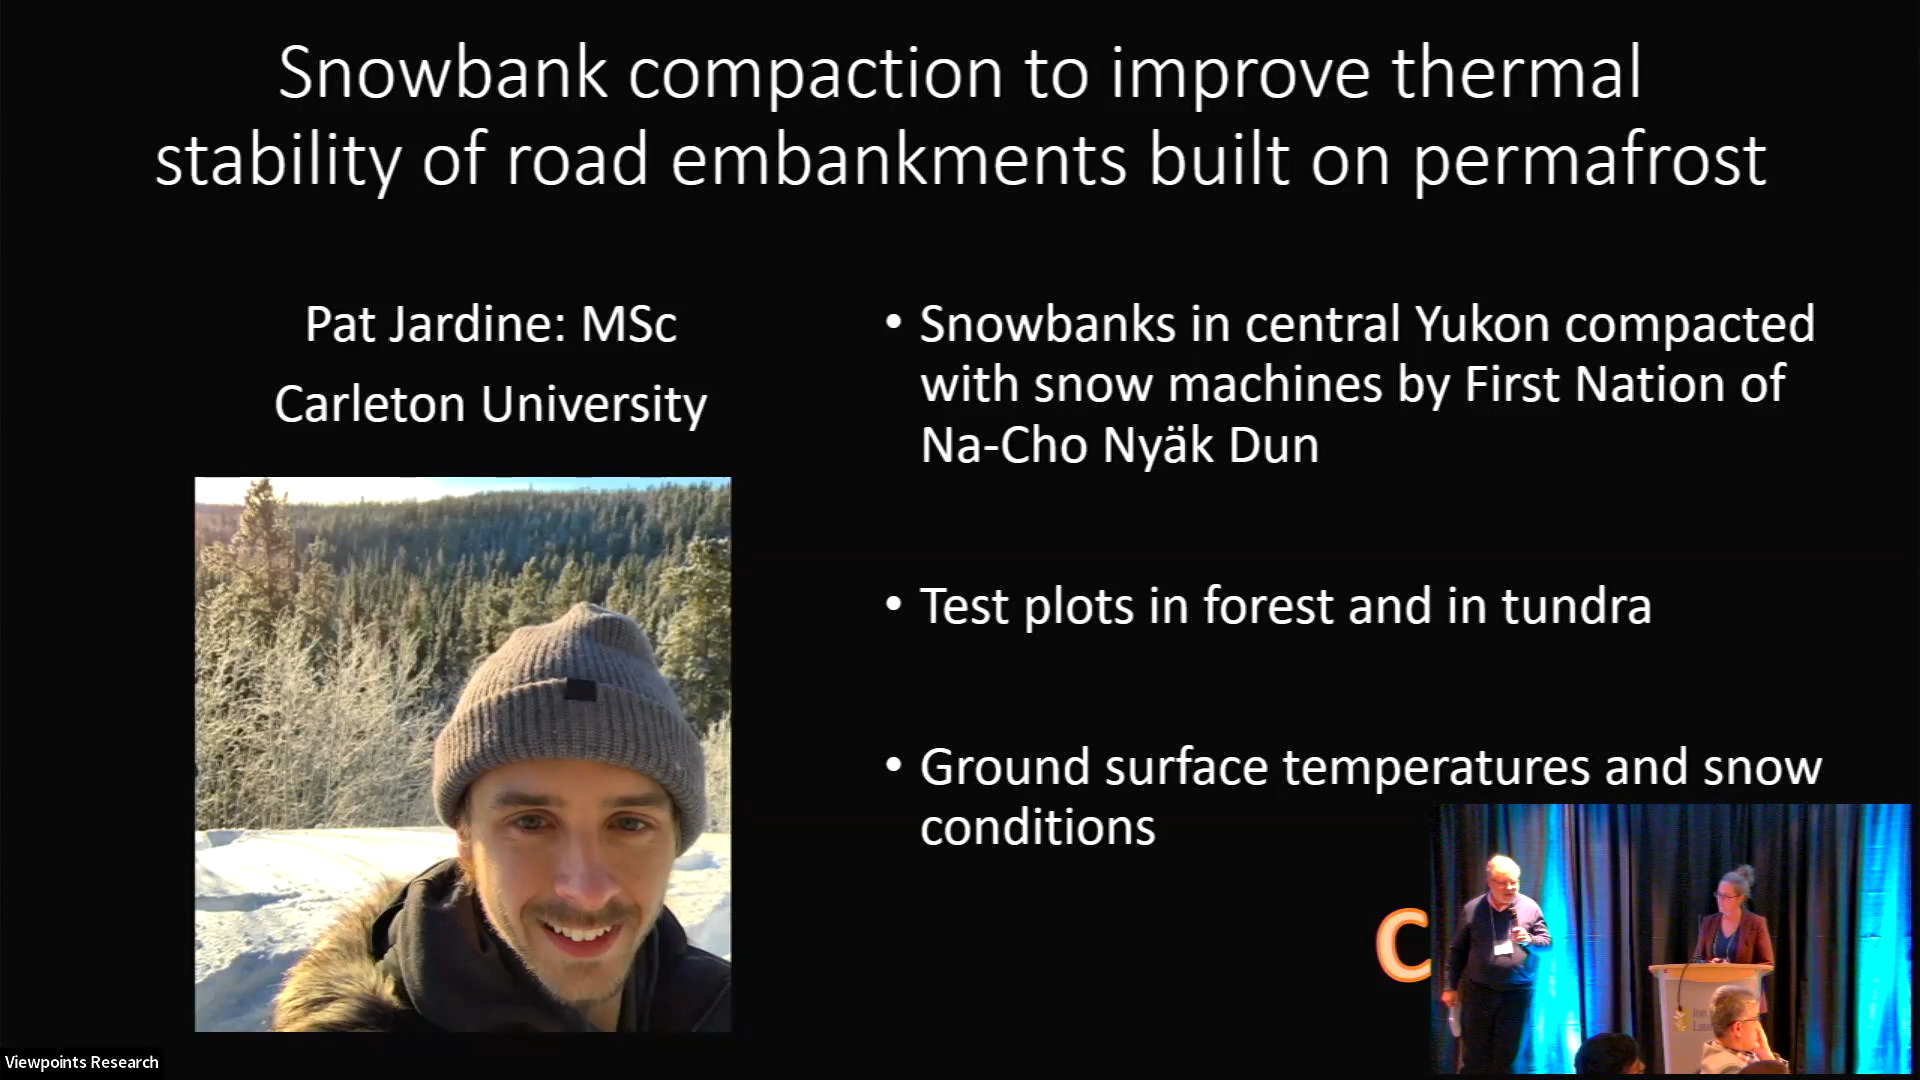 Snowbank compaction to improve thermal
stability of road embankments built on permafrost
Pat Jardine: MSc
Carleton University
• Snowbanks in central Yukon compacted
with snow machines by First Nation of
Na-Cho Nyäk Dun
• Test plots in forest and in tundra
• Ground surface temperatures and snow
conditions
C
Viewpoints Research